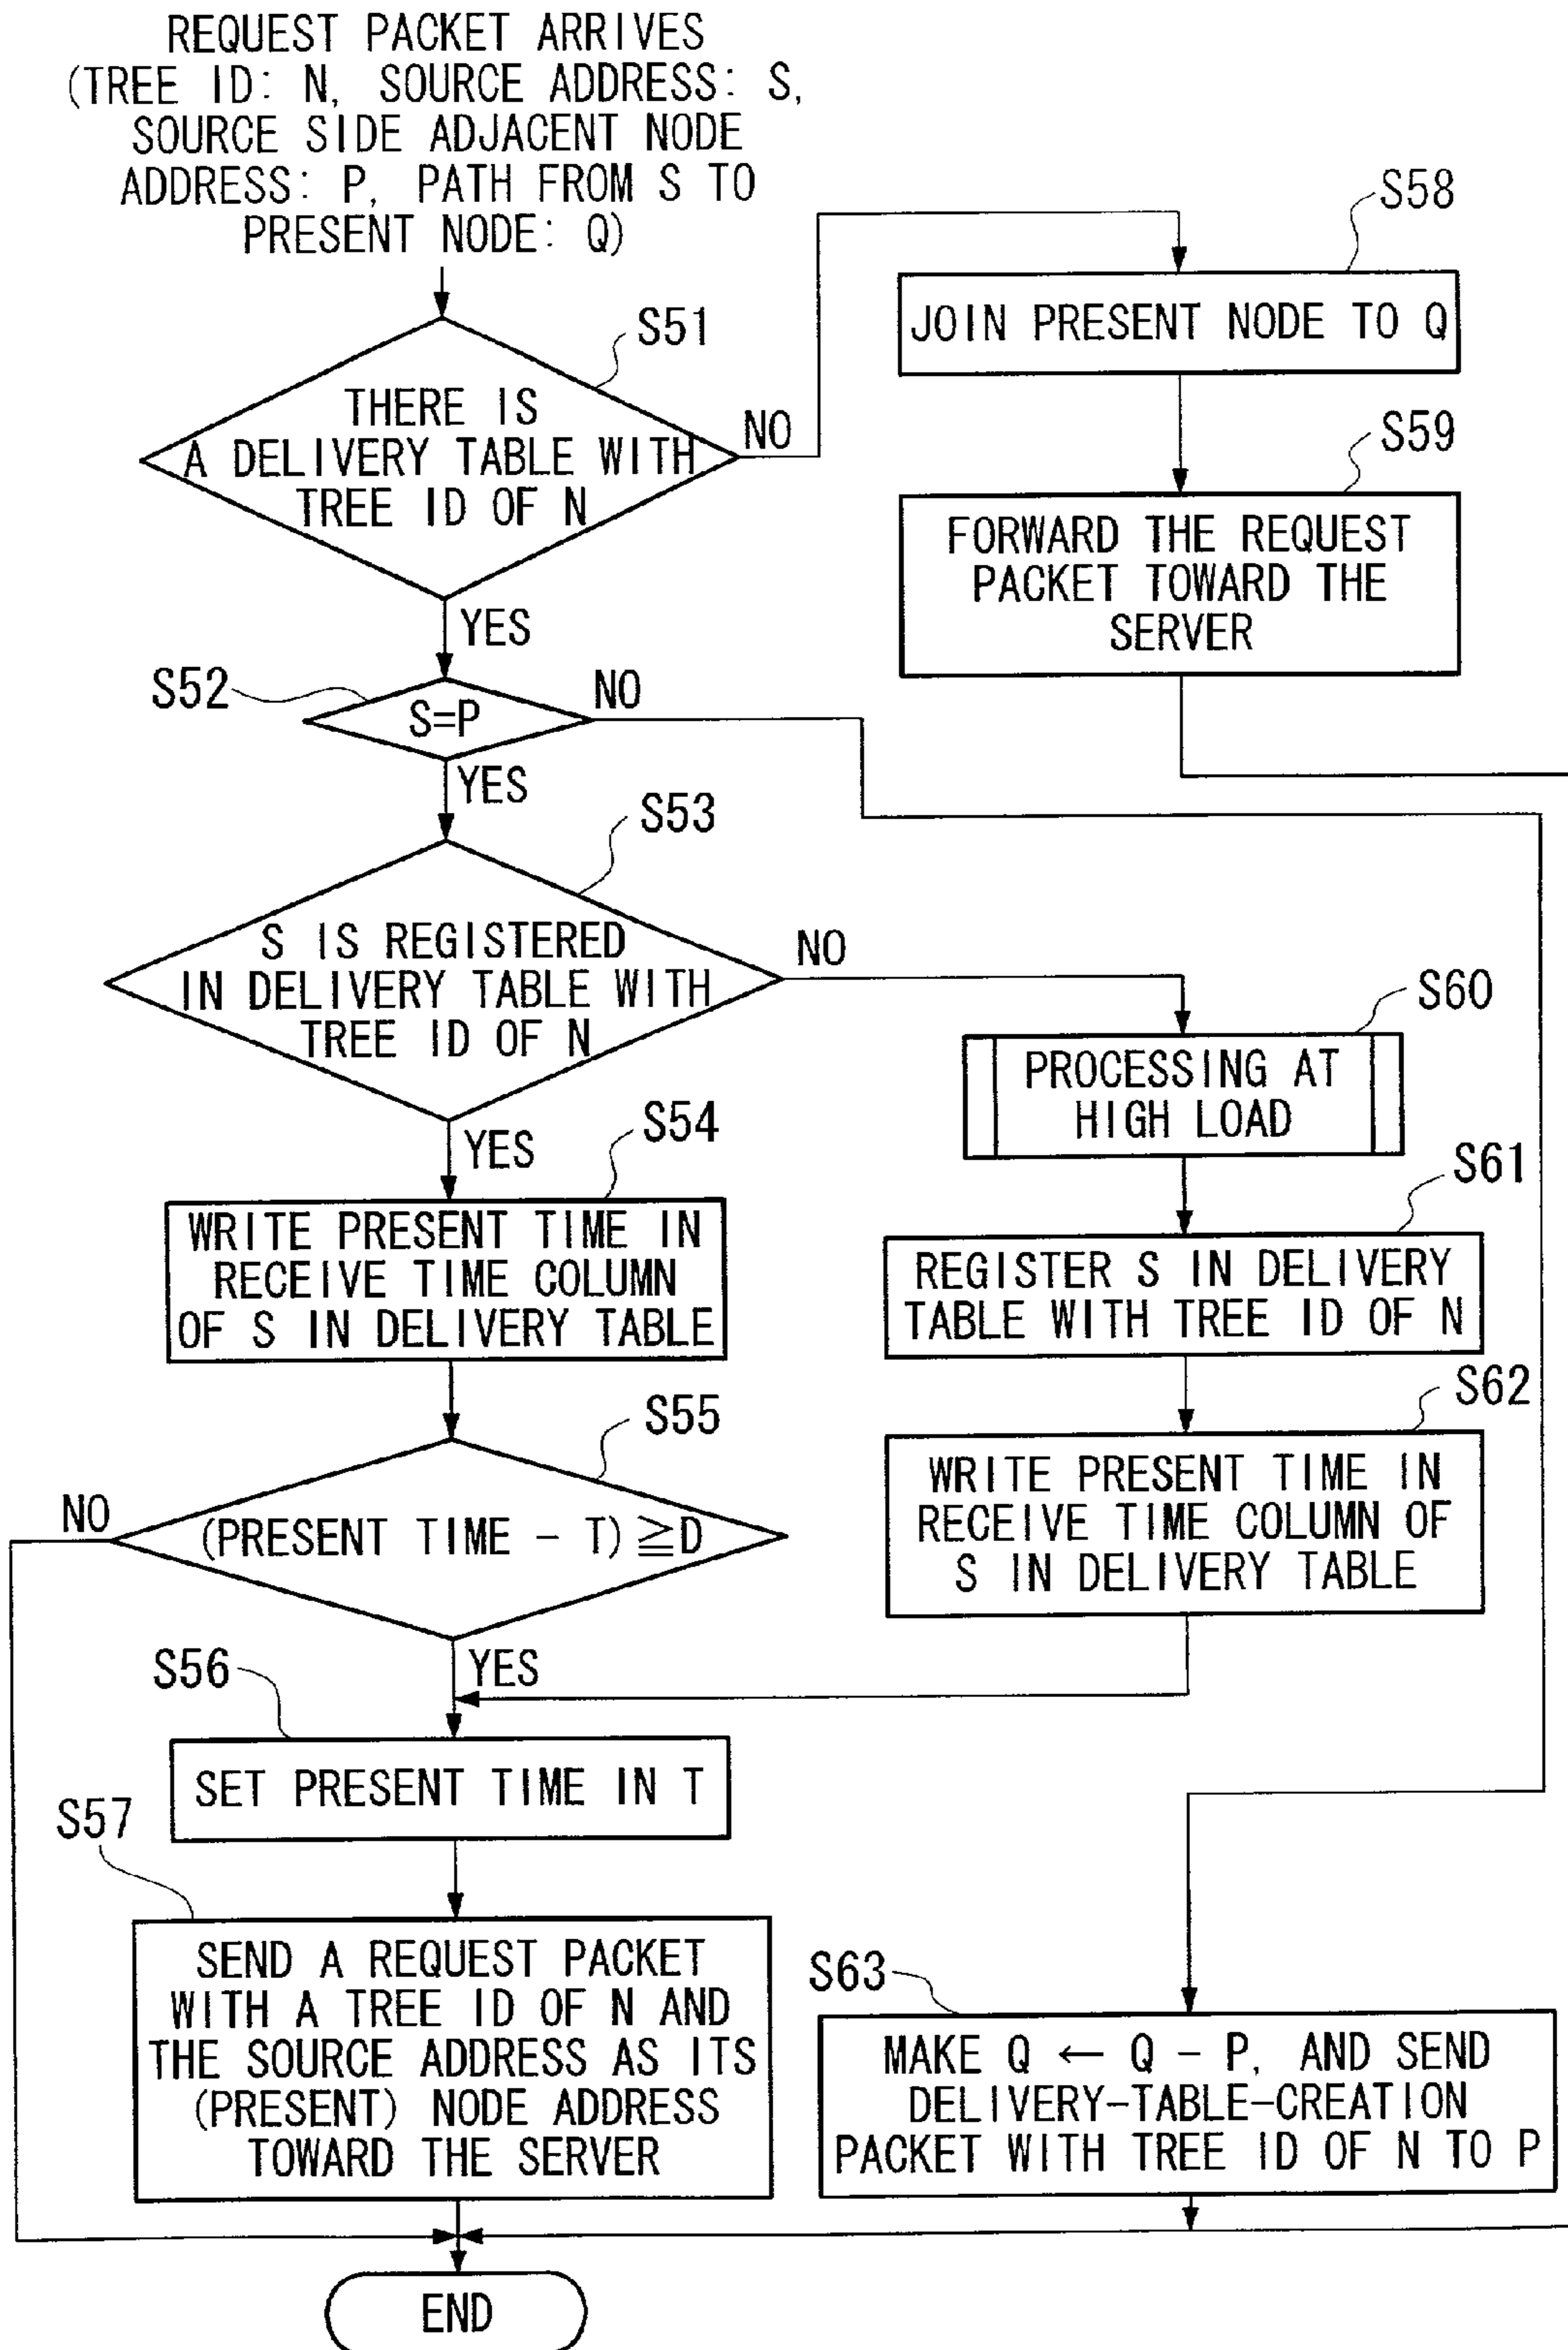 REQUEST PACKET ARRIVES
(TREE ID: N, SOURCE ADDRESS: S,
SOURCE SIDE ADJACENT NODE
ADDRESS: P, PATH FROM S TO
PRESENT NODE: Q)
S51
THERE IS
A DELIVERY TABLE WITH
TREE ID OF N
NO
YES
S58
JOIN PRESENT NODE TO Q
S59
FORWARD THE REQUEST
PACKET TOWARD THE
SERVER
S52
S=P
NO
YES
S53
S IS REGISTERED
IN DELIVERY TABLE WITH
TREE ID OF N
NO
YES
S60
PROCESSING AT
HIGH LOAD
S54
WRITE PRESENT TIME IN
RECEIVE TIME COLUMN
OF S IN DELIVERY TABLE
S61
REGISTER S IN DELIVERY
TABLE WITH TREE ID OF N
S55
(PRESENT TIME - T) ≧D
NO
YES
S62
WRITE PRESENT TIME IN
RECEIVE TIME COLUMN OF
S IN DELIVERY TABLE
S56
SET PRESENT TIME IN T
S57
SEND A REQUEST PACKET
WITH A TREE ID OF N AND
THE SOURCE ADDRESS AS ITS
(PRESENT) NODE ADDRESS
TOWARD THE SERVER
S63
MAKE Q ← Q - P, AND SEND
DELIVERY-TABLE-CREATION
PACKET WITH TREE ID OF N TO P
END